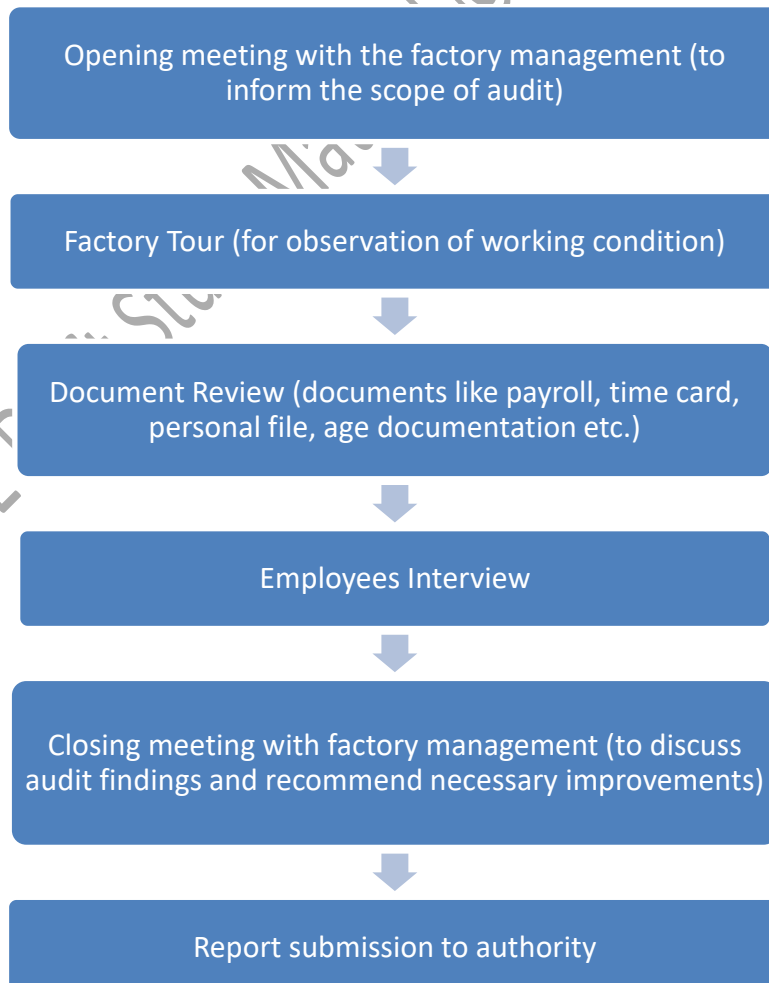 Opening meeting with the factory management (to
inform the scope of audit)
Factory Tour (for observation of working condition)
Document Review (documents like payroll, time card,
personal file, age documentation etc.)
Employees Interview
Closing meeting with factory management (to discuss
audit findings and recommend necessary improvements)
Report submission to authority